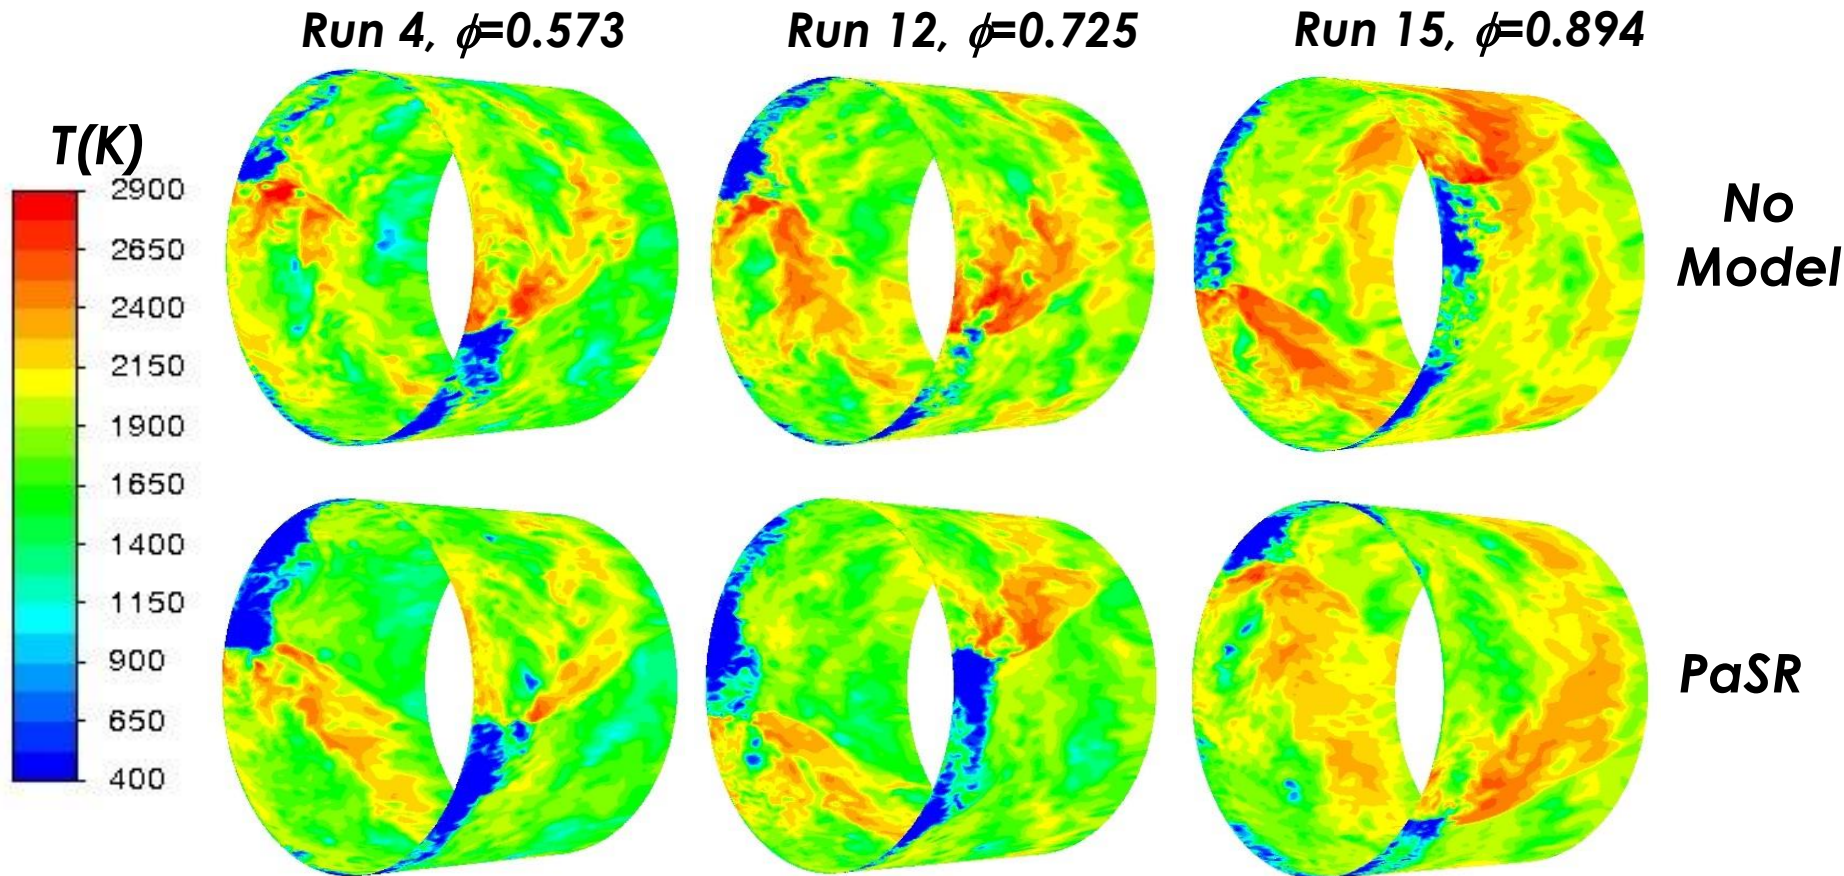 Run 4, ϕ=0.573
Run 12, ϕ=0.725
Run 15, ϕ=0.894
T(K)
2900
2650
2400
2150
1900
1650
1400
1150
900
650
400
No
Model
PaSR